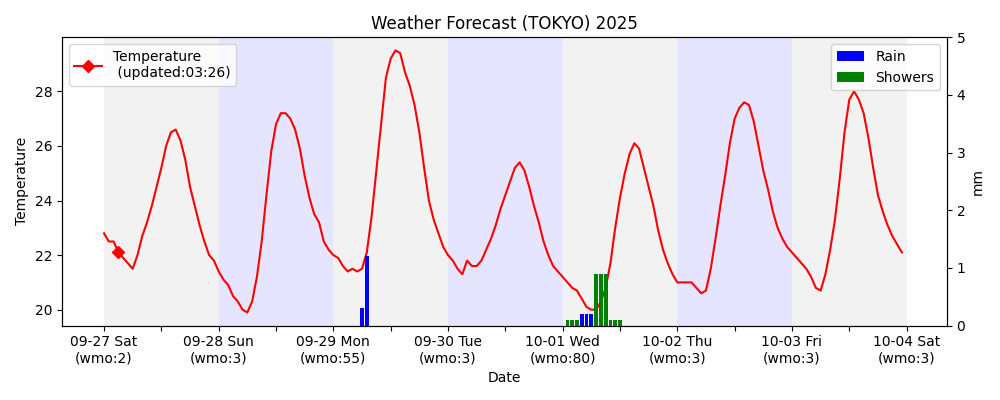 Weather Forecast (TOKYO) 2025
Temperature
(updated:03:26)
Rain
Showers
Temperature
28
26
24
22
20
5
4
3
2
1
0
mm
09-27 Sat
(wmo:2)
09-28 Sun
(wmo:3)
09-29 Mon
(wmo:55)
09-30 Tue
(wmo:3)
10-01 Wed
(wmo:80)
10-02 Thu
(wmo:3)
10-03 Fri
(wmo:3)
10-04 Sat
(wmo:3)
Date